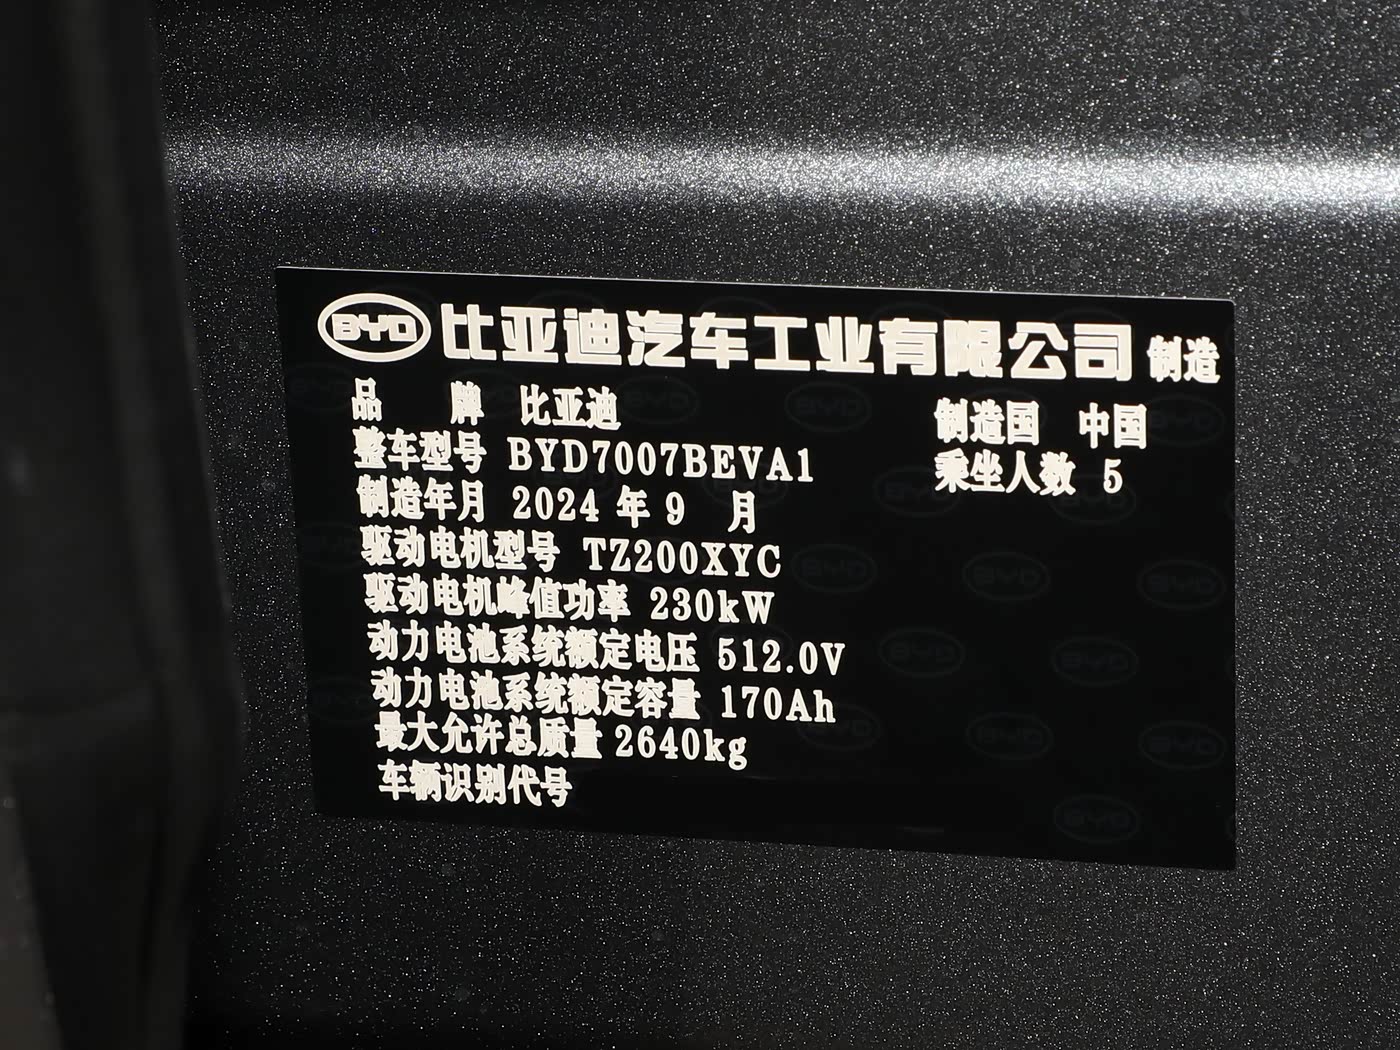 BYD 比亚迪汽车工业有限公司 制造
品 牌 比亚迪 制造国 中国
整车型号 BYD7007BEVA1 乘坐人数 5
制造年月 2024 年 9 月
驱动电机型号 TZ200XYC
驱动电机峰值功率 230kW
动力电池系统额定电压 512.0V
动力电池系统额定容量 170Ah
最大允许总质量 2640kg
车辆识别代号